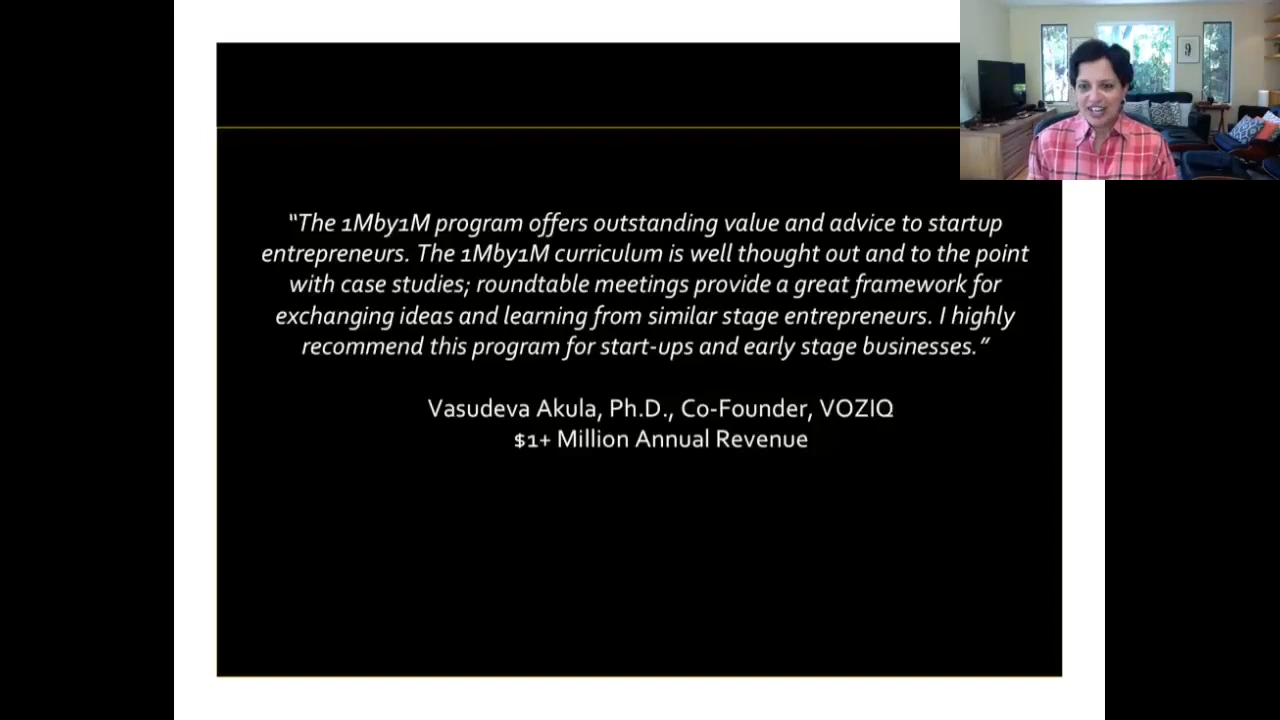 “The 1Mby1M program offers outstanding value and advice to startup
entrepreneurs. The 1Mby1M curriculum is well thought out and to the point
with case studies; roundtable meetings provide a great framework for
exchanging ideas and learning from similar stage entrepreneurs. I highly
recommend this program for start-ups and early stage businesses.”
Vasudeva Akula, Ph.D., Co-Founder, VOZIQ
$1+ Million Annual Revenue